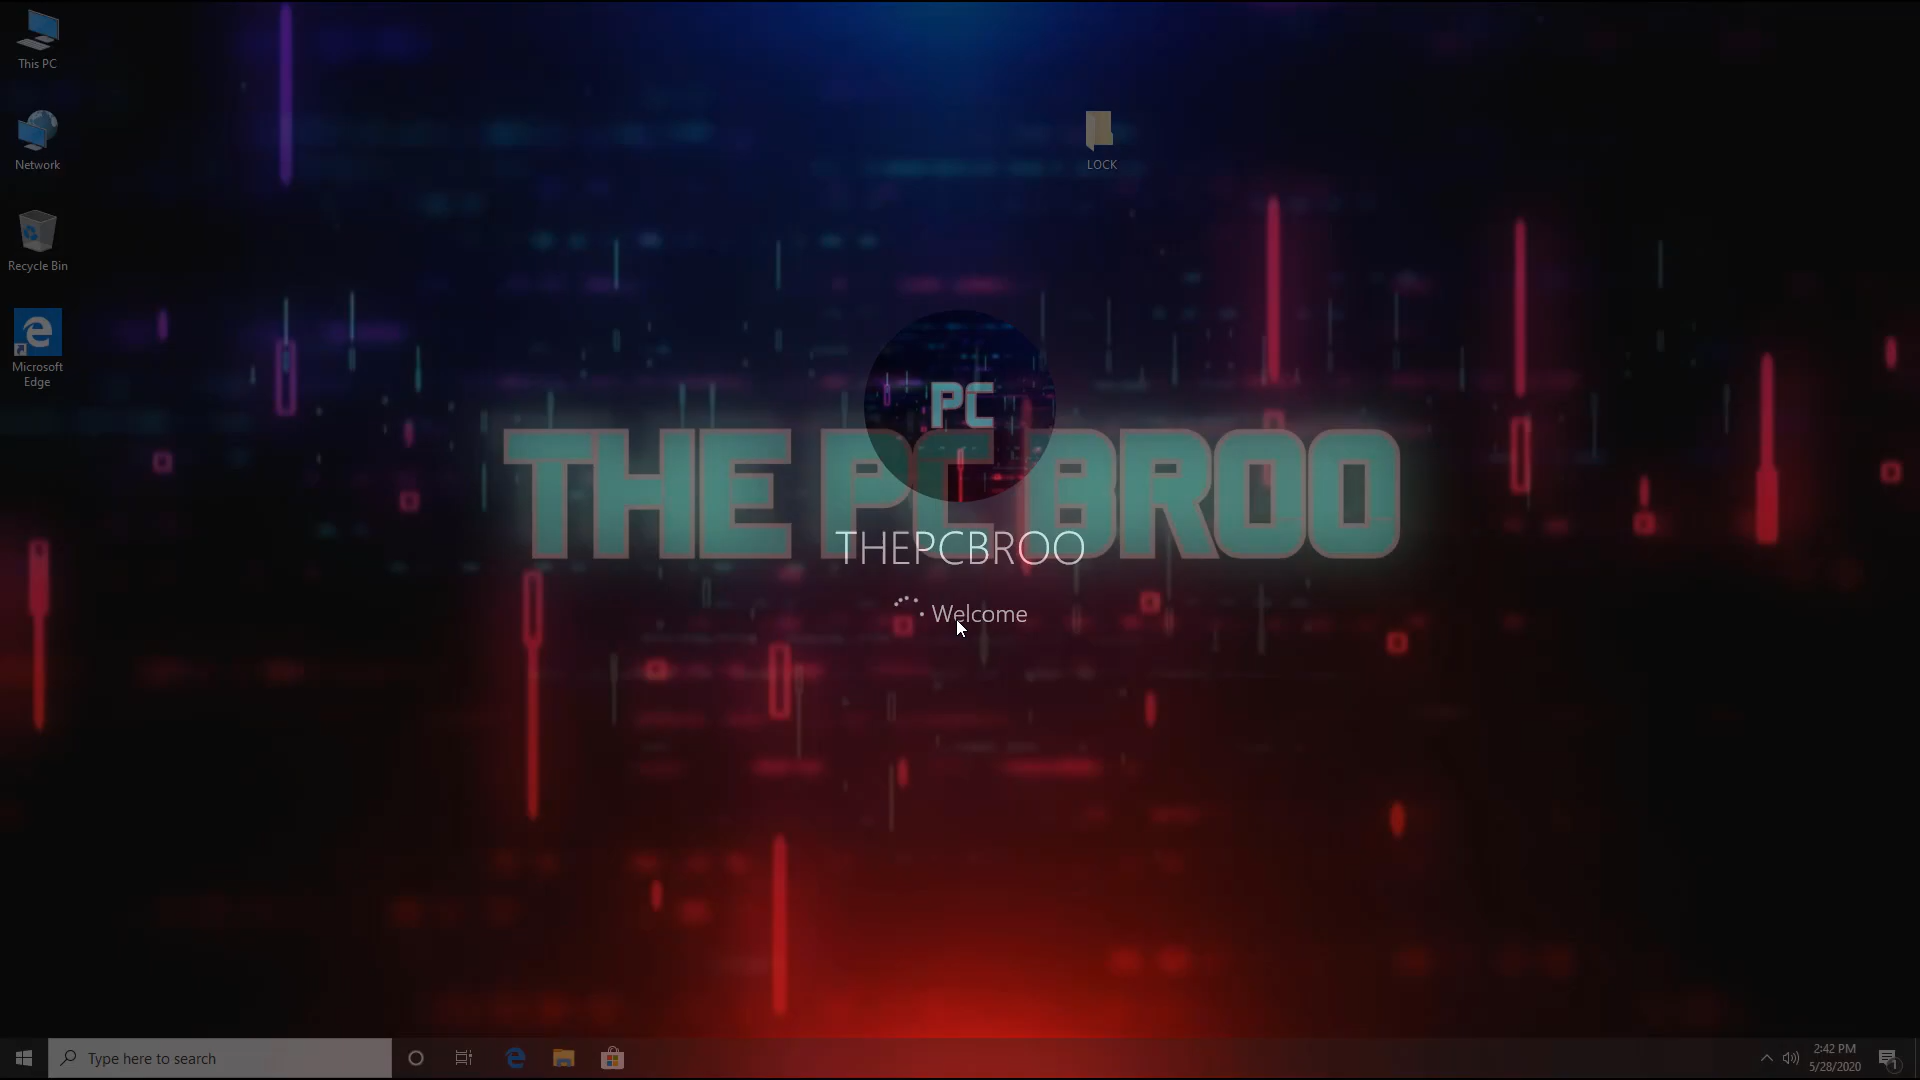 This PC
Network
Recycle Bin
Microsoft
Edge
LOCK
PC
THE PC BROO
THEPCBROO
Welcome
Type here to search
2:42 PM
5/28/2020
1